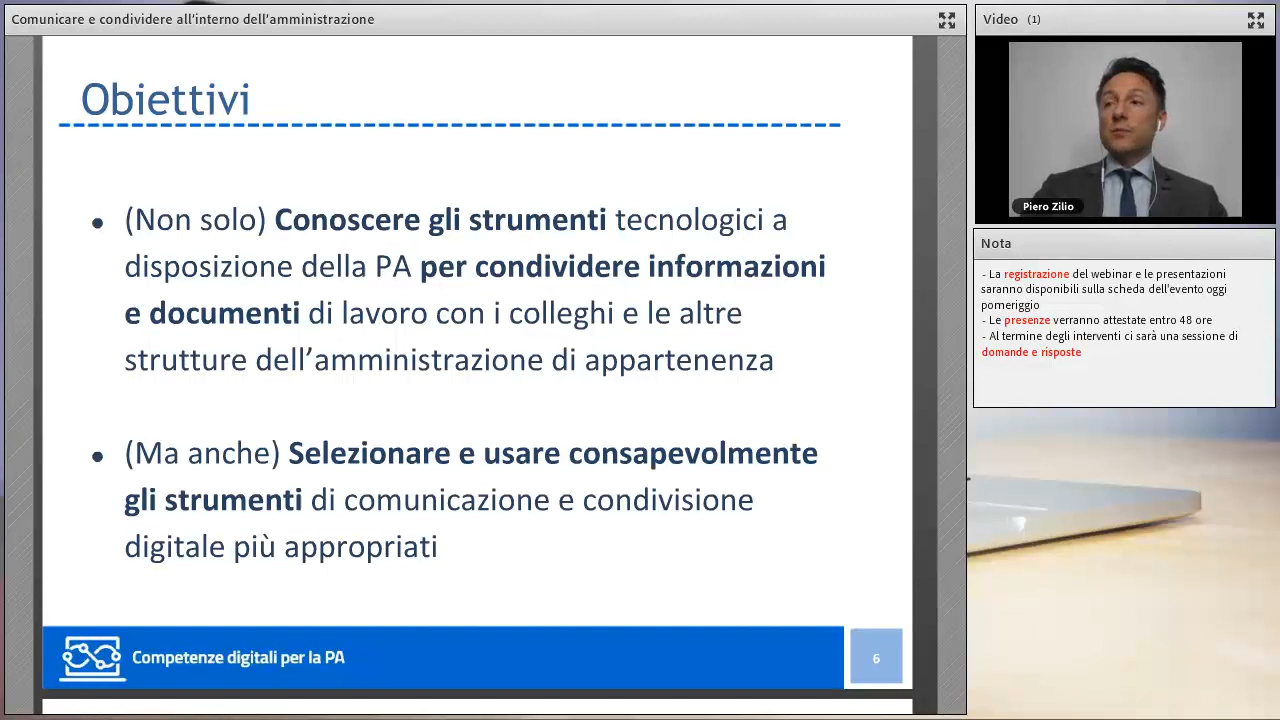 Comunicare e condividere all'interno dell'amministrazione
Obiettivi
• (Non solo) Conoscere gli strumenti tecnologici a
disposizione della PA per condividere informazioni
e documenti di lavoro con i colleghi e le altre
strutture dell’amministrazione di appartenenza
• (Ma anche) Selezionare e usare consapevolmente
gli strumenti di comunicazione e condivisione
digitale più appropriati
Competenze digitali per la PA
6
Video (1)
Piero Zilio
Nota
- La registrazione del webinar e le presentazioni
saranno disponibili sulla scheda dell'evento oggi
pomeriggio
- Le presenze verranno attestate entro 48 ore
- Al termine degli interventi ci sarà una sessione di
domande e risposte